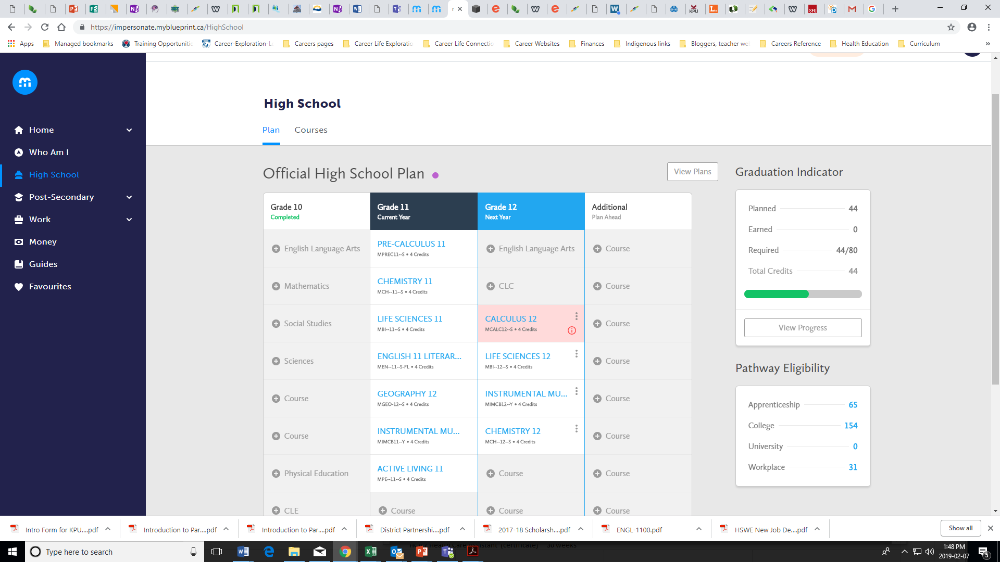 https://impersonate.myblueprint.ca/HighSchool
Apps
Managed bookmarks
Training Opportunitie
Career-Exploration-Le
Careers pages
Career Life Exploratio
Career Life Connectio
Career Websites
Finances
Indigenous links
Bloggers, teacher we
Careers Reference
Health Education
Curriculum
Home
Who Am I
High School
Post-Secondary
Work
Money
Guides
Favourites
High School
Plan
Courses
Official High School Plan
View Plans
Grade 10
Completed
Grade 11
Current Year
Grade 12
Next Year
Additional
Plan Ahead
English Language Arts
PRE-CALCULUS 11
MPREC11--S • 4 Credits
English Language Arts
Course
Mathematics
CHEMISTRY 11
MCH--11--S • 4 Credits
CLC
Course
Social Studies
LIFE SCIENCES 11
MBI--11--S • 4 Credits
CALCULUS 12
MCALC12--S • 4 Credits
Course
Sciences
ENGLISH 11 LITERAR...
MEN--11--S-FL • 4 Credits
LIFE SCIENCES 12
MBI--12--S • 4 Credits
Course
Course
GEOGRAPHY 12
MGEO-12--S • 4 Credits
INSTRUMENTAL MU...
MIMCB12--Y • 4 Credits
Course
Course
INSTRUMENTAL MU...
MIMCB11--Y • 4 Credits
CHEMISTRY 12
MCH--12--S • 4 Credits
Course
Physical Education
ACTIVE LIVING 11
MPE--11--S • 4 Credits
Course
Course
CLE
Course
Course
Course
Graduation Indicator
Planned 44
Earned 0
Required 44/80
Total Credits 44
View Progress
Pathway Eligibility
Apprenticeship 65
College 154
University 0
Workplace 31
Intro Form for KPU....pdf
Introduction to Par....pdf
Introduction to Par....pdf
District Partnershi....pdf
2017-18 Scholarsh....pdf
ENGL-1100.pdf
HSWE New Job De....pdf
Show all
Type here to search
1:48 PM
2019-02-07
5